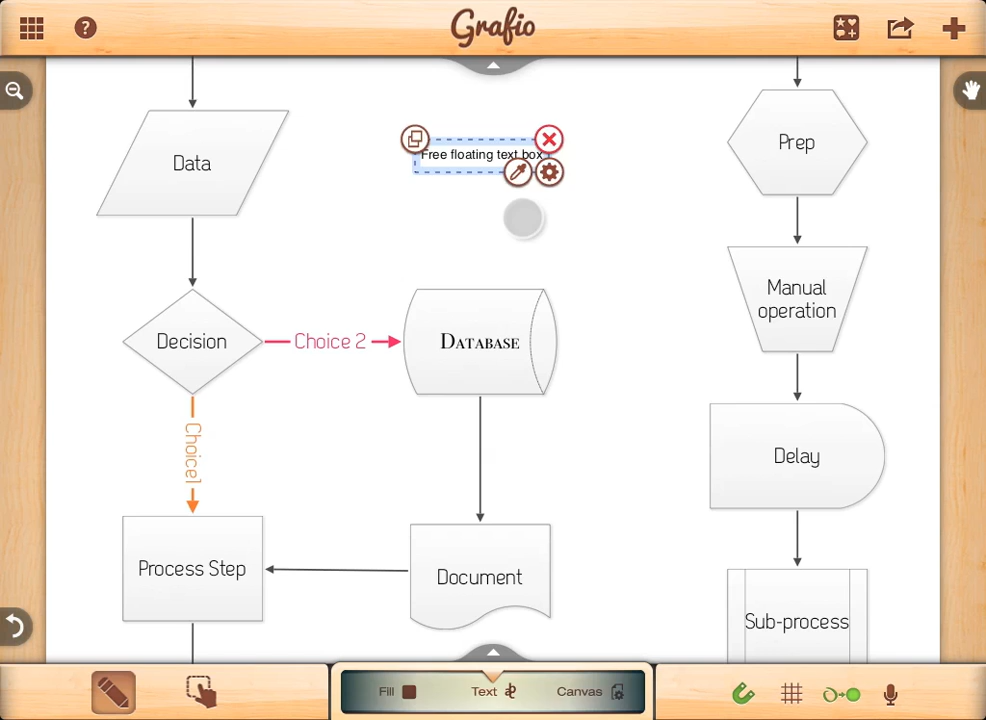 Grafio
Free floating text box
Prep
Data
Manual
operation
Decision
Choice 2
DATABASE
Choice1
Delay
Process Step
Document
Sub-process
Fill
Text
Canvas